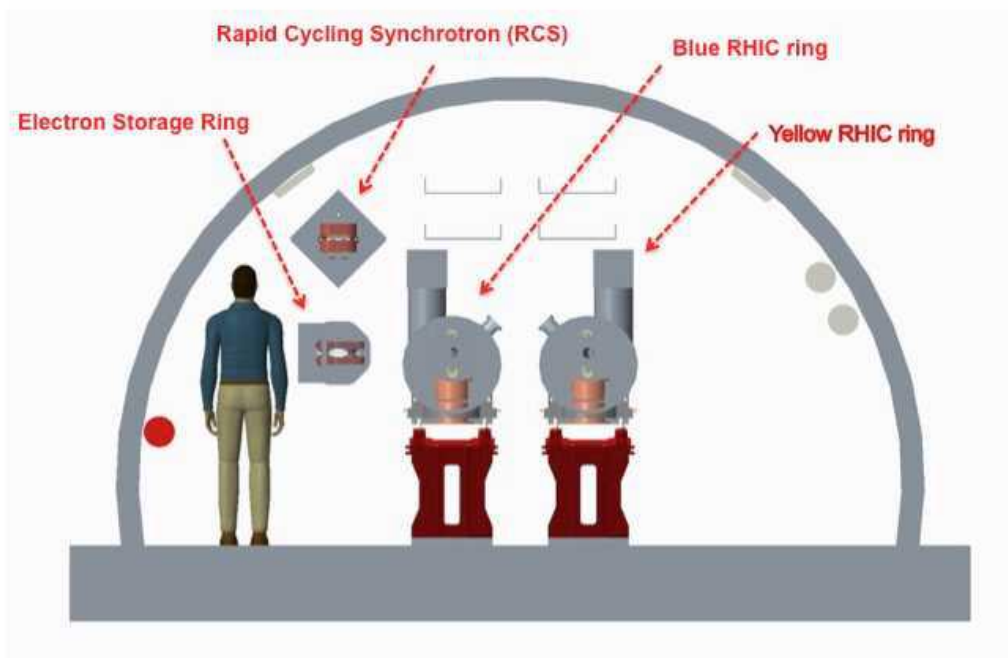 Rapid Cycling Synchrotron (RCS)
Blue RHIC ring
Electron Storage Ring
Yellow RHIC ring